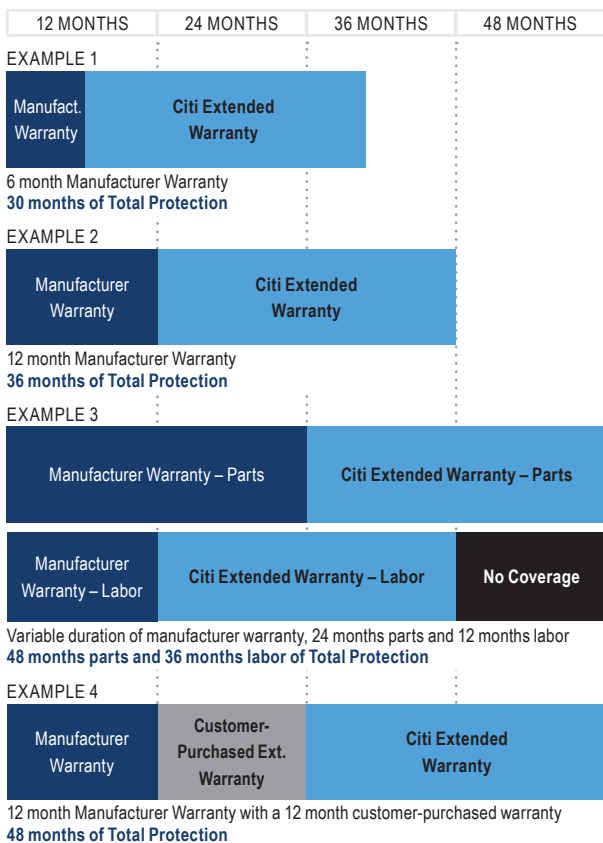 12 MONTHS 24 MONTHS 36 MONTHS 48 MONTHS
EXAMPLE 1
Manufact.
Warranty
Citi Extended
Warranty
6 month Manufacturer Warranty
30 months of Total Protection
EXAMPLE 2
Manufacturer
Warranty
Citi Extended
Warranty
12 month Manufacturer Warranty
36 months of Total Protection
EXAMPLE 3
Manufacturer Warranty – Parts
Citi Extended Warranty – Parts
Manufacturer
Warranty – Labor
Citi Extended Warranty – Labor
No Coverage
Variable duration of manufacturer warranty, 24 months parts and 12 months labor
48 months parts and 36 months labor of Total Protection
EXAMPLE 4
Manufacturer
Warranty
Customer-
Purchased Ext.
Warranty
Citi Extended
Warranty
12 month Manufacturer Warranty with a 12 month customer-purchased warranty
48 months of Total Protection